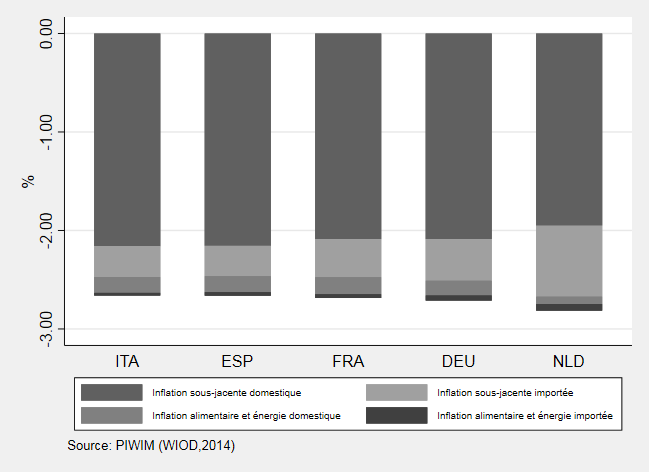 0.00
-1.00
%
-2.00
-3.00
ITA ESP FRA DEU NLD
Inflation sous-jacente domestique Inflation sous-jacente importée
Inflation alimentaire et énergie domestique Inflation alimentaire et énergie importée
Source: PIWIM (WIOD,2014)